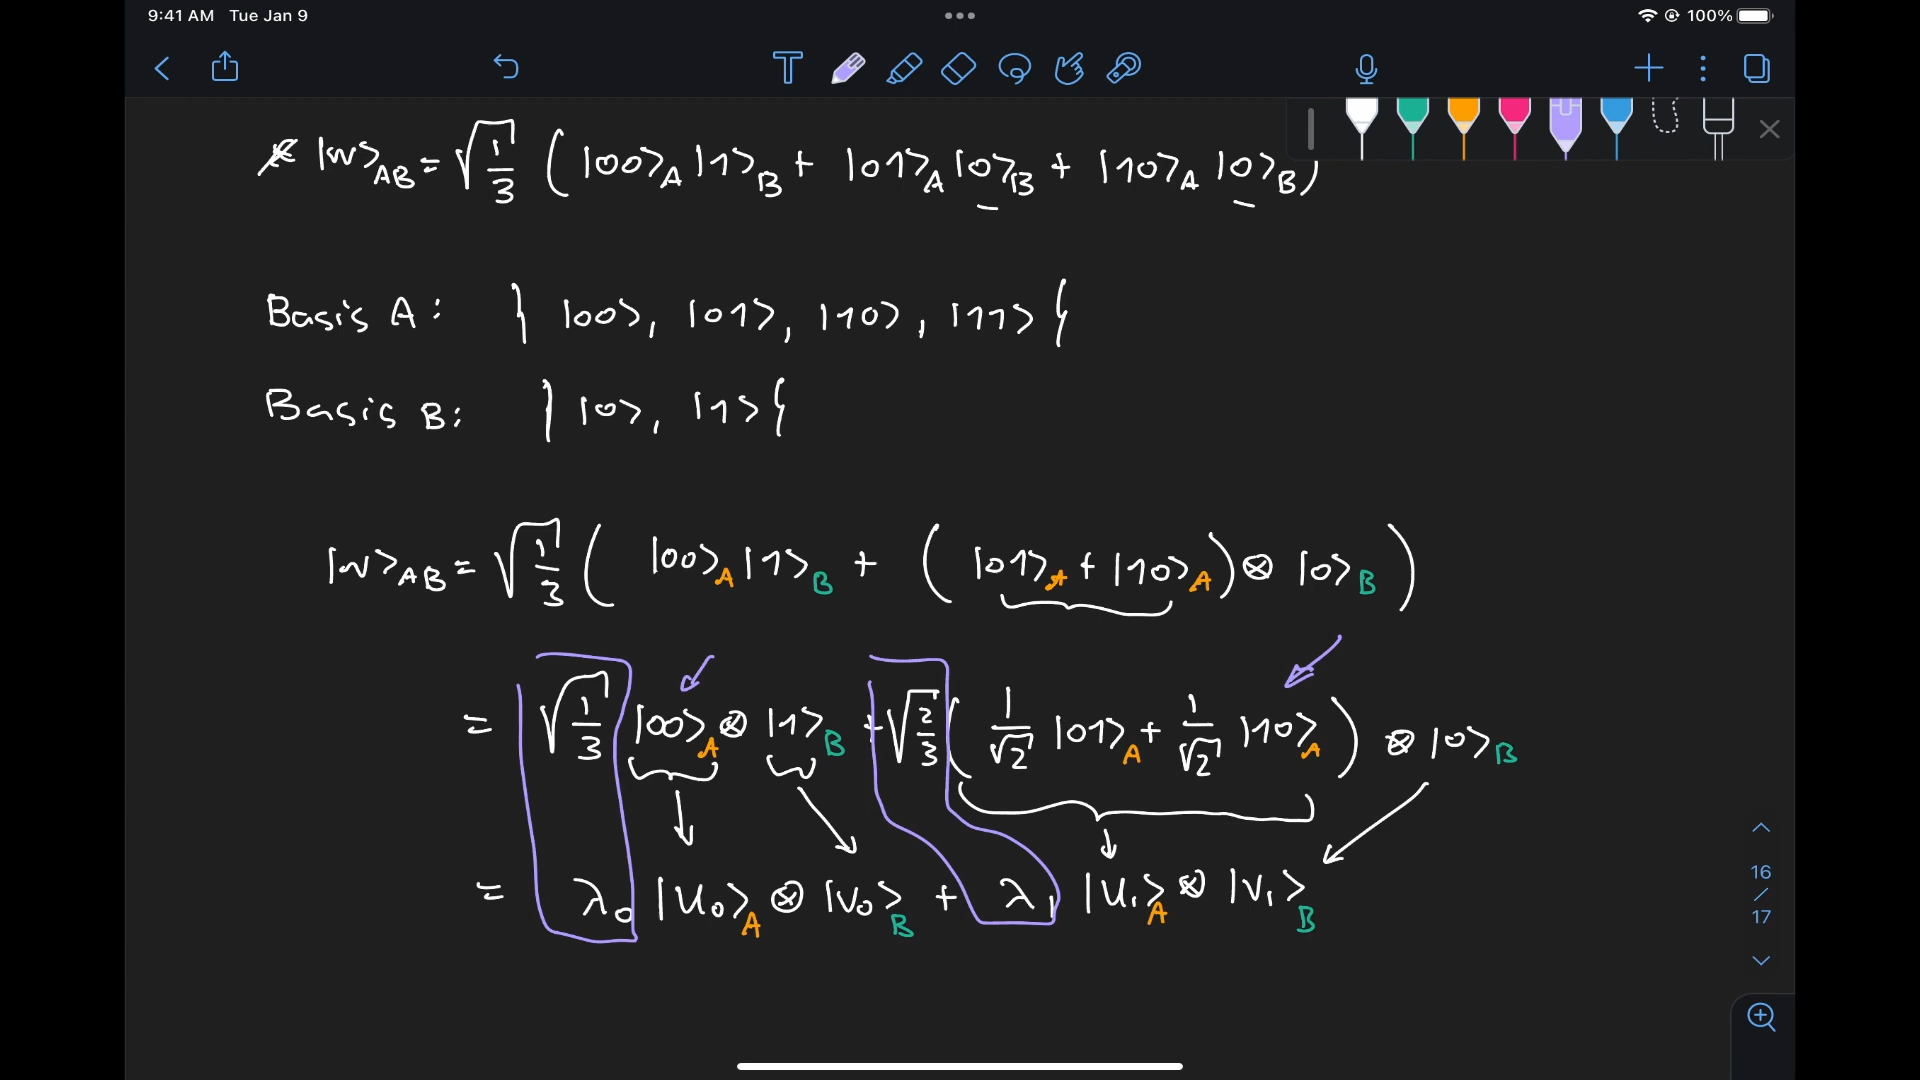 9:41 AM Tue Jan 9 100%
|W>_AB = √(1/3) ( |00>_A |1>_B + |01>_A |0>_B + |10>_A |0>_B )
Basis A: } |00>, |01>, |10>, |11> {
Basis B: } |0>, |1> {
|W>_AB = √(1/3) ( |00>_A |1>_B + ( |01>_A + |10>_A ) ⊗ |0>_B )
= √(1/3) |00>_A ⊗ |1>_B + √(2/3) ( 1/√2 |01>_A + 1/√2 |10>_A ) ⊗ |0>_B
= λ_0 |U_0>_A ⊗ |V_0>_B + λ_1 |U_1>_A ⊗ |V_1>_B
16
/
17